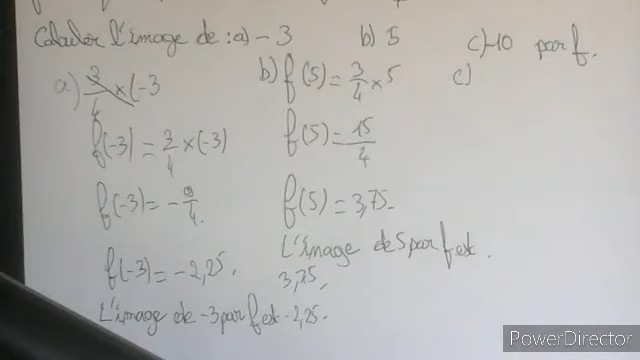 Calculer l'image de : a) - 3 b) 5 c) -10 par f.
a) 3/4 × (-3
f(-3) = 3/4 × (-3)
f(-3) = - 9/4.
f(-3) = - 2,25.
L'image de -3 par f est - 2,25.
b) f(5) = 3/4 × 5
f(5) = 15/4
f(5) = 3,75.
L'image de 5 par f est.
3,75.
c)
PowerDirector